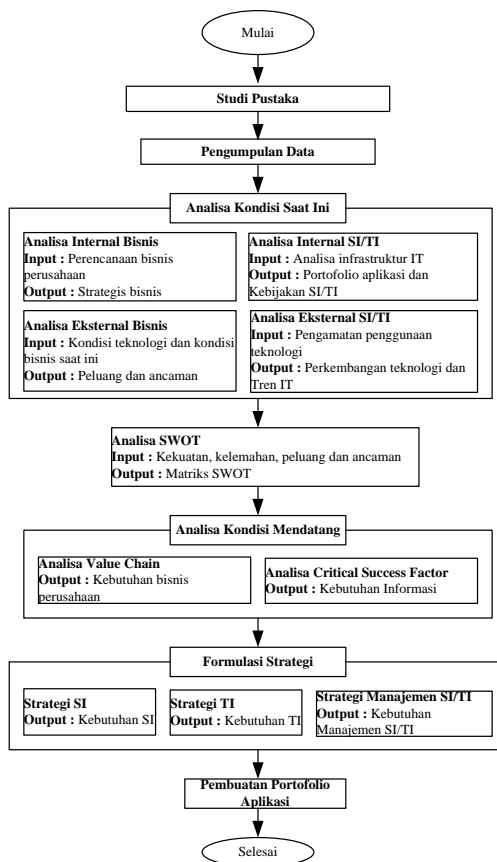 Mulai
Studi Pustaka
Pengumpulan Data
Analisa Kondisi Saat Ini
Analisa Internal Bisnis
Input : Perencanaan bisnis
perusahaan
Output : Strategis bisnis
Analisa Internal SI/TI
Input : Analisa infrastruktur IT
Output : Portofolio aplikasi dan
Kebijakan SI/TI
Analisa Eksternal Bisnis
Input : Kondisi teknologi dan kondisi
bisnis saat ini
Output : Peluang dan ancaman
Analisa Eksternal SI/TI
Input : Pengamatan penggunaan
teknologi
Output : Perkembangan teknologi dan
Tren IT
Analisa SWOT
Input : Kekuatan, kelemahan, peluang dan ancaman
Output : Matriks SWOT
Analisa Kondisi Mendatang
Analisa Value Chain
Output : Kebutuhan bisnis
perusahaan
Analisa Critical Success Factor
Output : Kebutuhan Informasi
Formulasi Strategi
Strategi SI
Output : Kebutuhan SI
Strategi TI
Output : Kebutuhan TI
Strategi Manajemen SI/TI
Output : Kebutuhan
Manajemen SI/TI
Pembuatan Portofolio
Aplikasi
Selesai